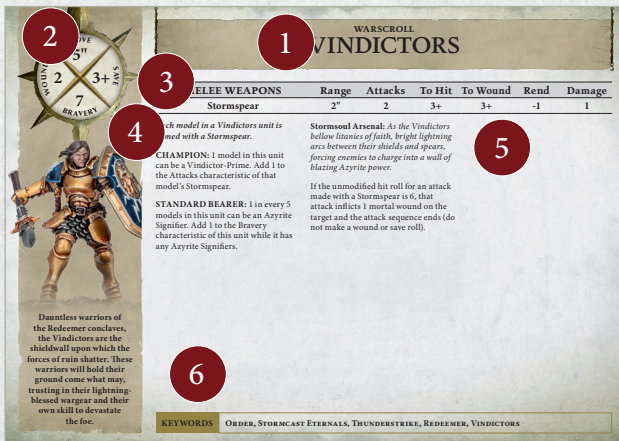 WARSCROLL
VINDICTORS
1
2
5"
2
3+
SAVE
7
BRAVERY
3
Range Attacks To Hit To Wound Rend Damage
Stormspear 2" 2 3+ 3+ -1 1
4
model in a Vindictors unit is
with a Stormspear.
CHAMPION: 1 model in this unit
can be a Vindictor-Prime. Add 1 to
the Attacks characteristic of that
model's Stormspear.
STANDARD BEARER: 1 in every 5
models in this unit can be an Azyrite
Signifier. Add 1 to the Bravery
characteristic of this unit while it has
any Azyrite Signifiers.
Stormsoul Arsenal: As the Vindictors
bellow litanies of faith, bright lightning
arcs between their shields and spears,
forcing enemies to charge into a wall of
blazing Azyrite power.
If the unmodified hit roll for an attack
made with a Stormspear is 6, that
attack inflicts 1 mortal wound on the
target and the attack sequence ends (do
not make a wound or save roll).
5
Dauntless warriors of
the Redeemer conclaves,
the Vindictors are the
shieldwall upon which the
forces of ruin shatter. These
warriors will hold their
ground come what may,
trusting in their lightning-
blessed wargear and their
own skill to devastate
the foe.
6
KEYWORDS ORDER, STORMCAST ETERNALS, THUNDERSTRIKE, REDEEMER, VINDICTORS